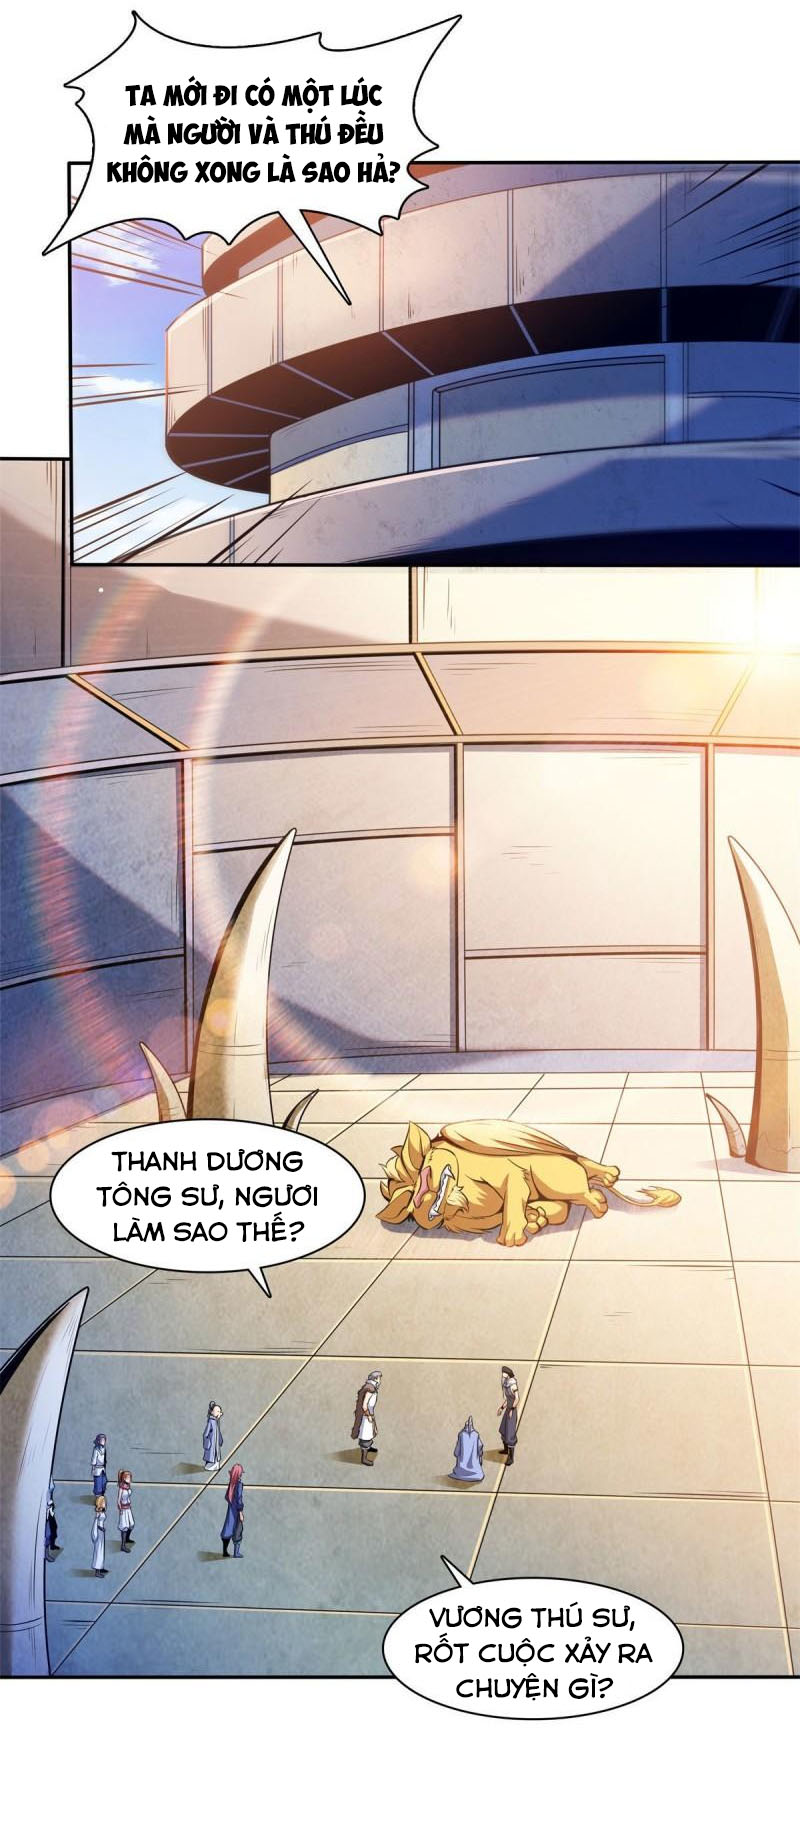 TA MỚI ĐI CÓ MỘT LÚC
MÀ NGƯỜI VÀ THÚ ĐỀU
KHÔNG XONG LÀ SAO HẢ?
THANH DƯƠNG
TÔNG SƯ, NGƯƠI
LÀM SAO THẾ?
VƯƠNG THÚ SƯ,
RỐT CUỘC XẢY RA
CHUYỆN GÌ?